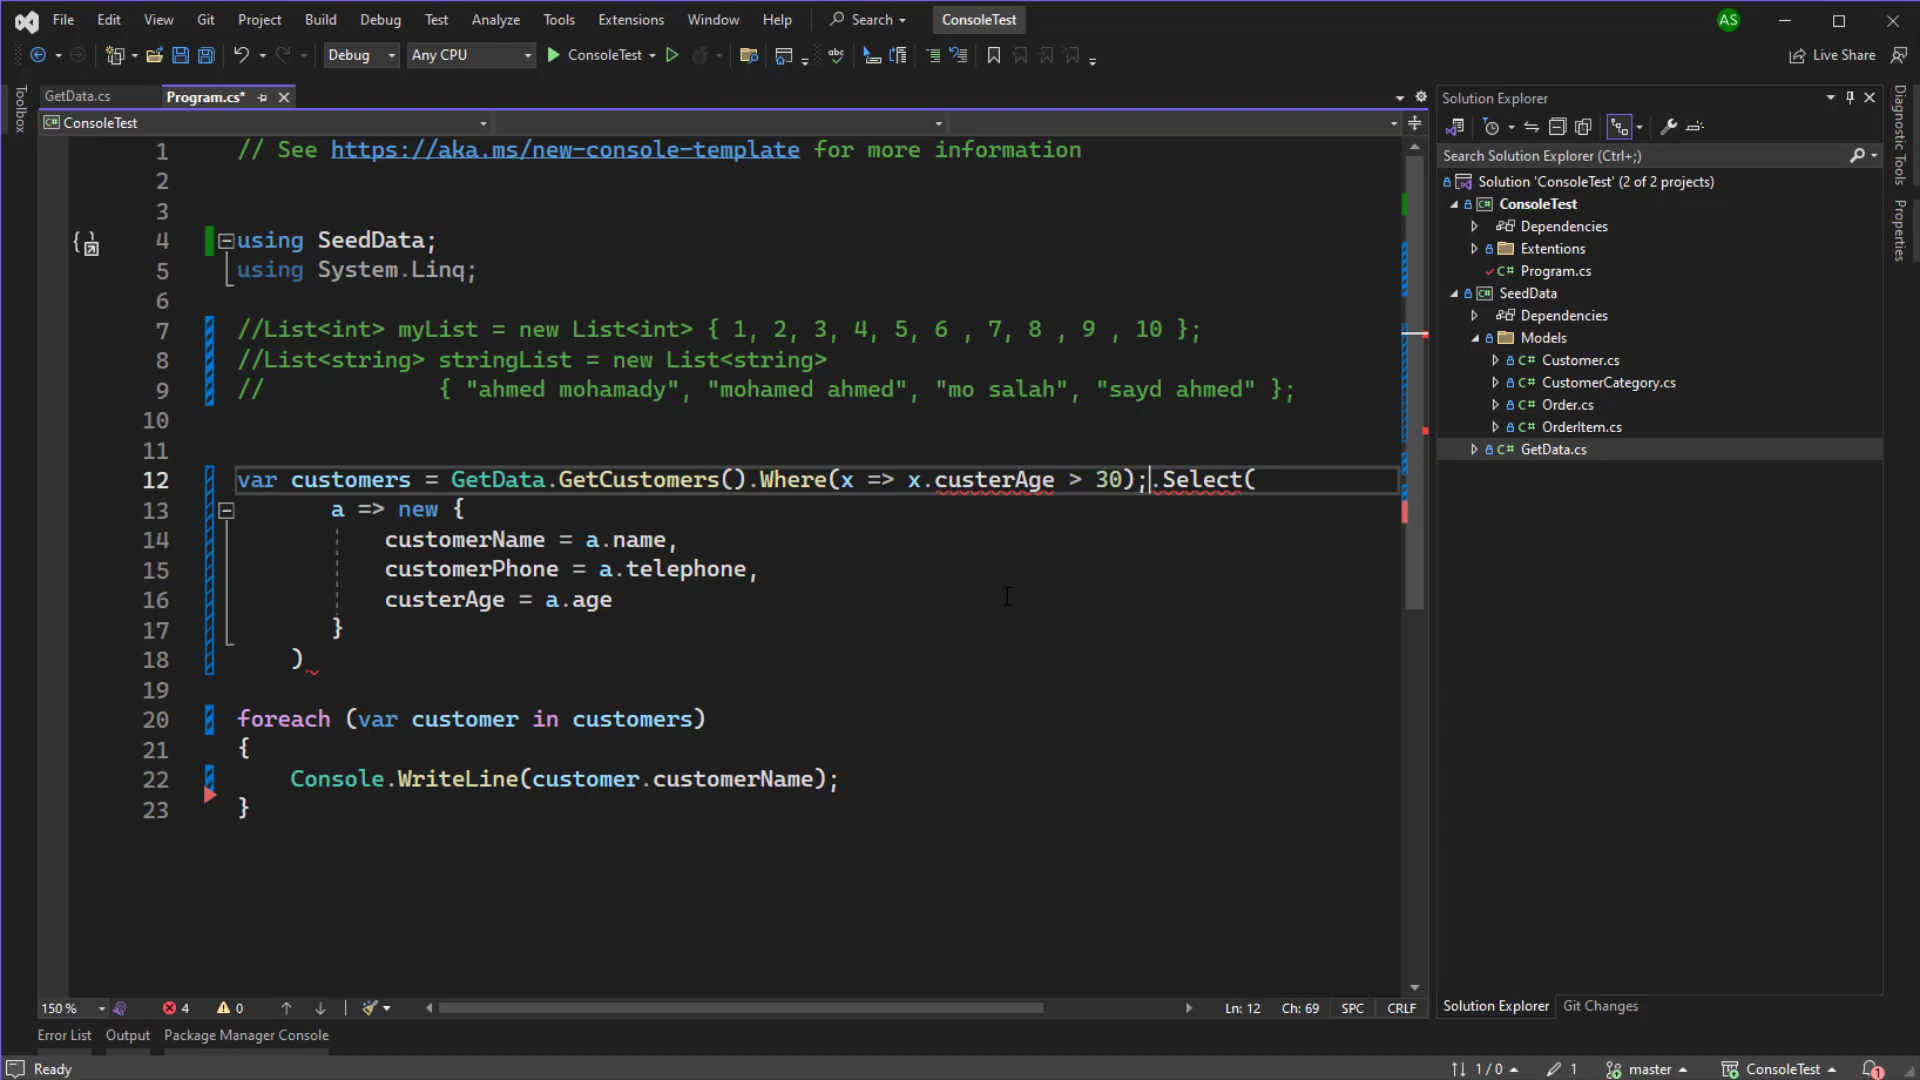 File Edit View Git Project Build Debug Test Analyze Tools Extensions Window Help Search ConsoleTest AS
Debug Any CPU ConsoleTest Live Share
GetData.cs Program.cs*
ConsoleTest
Toolbox
1 // See https://aka.ms/new-console-template for more information
2
3
4 using SeedData;
5 using System.Linq;
6
7 //List<int> myList = new List<int> { 1, 2, 3, 4, 5, 6 , 7, 8 , 9 , 10 };
8 //List<string> stringList = new List<string>
9 // { "ahmed mohamady", "mohamed ahmed", "mo salah", "sayd ahmed" };
10
11
12 var customers = GetData.GetCustomers().Where(x => x.custerAge > 30);.Select(
13 a => new {
14 customerName = a.name,
15 customerPhone = a.telephone,
16 custerAge = a.age
17 }
18 )
19
20 foreach (var customer in customers)
21 {
22 Console.WriteLine(customer.customerName);
23 }
150 % 4 0 Ln: 12 Ch: 69 SPC CRLF
Error List Output Package Manager Console
Solution Explorer
Search Solution Explorer (Ctrl+;)
Solution 'ConsoleTest' (2 of 2 projects)
C# ConsoleTest
Dependencies
Extentions
C# Program.cs
C# SeedData
Dependencies
Models
C# Customer.cs
C# CustomerCategory.cs
C# Order.cs
C# OrderItem.cs
C# GetData.cs
Solution Explorer Git Changes
Diagnostic Tools
Properties
Ready 1 / 0 1 master ConsoleTest 1